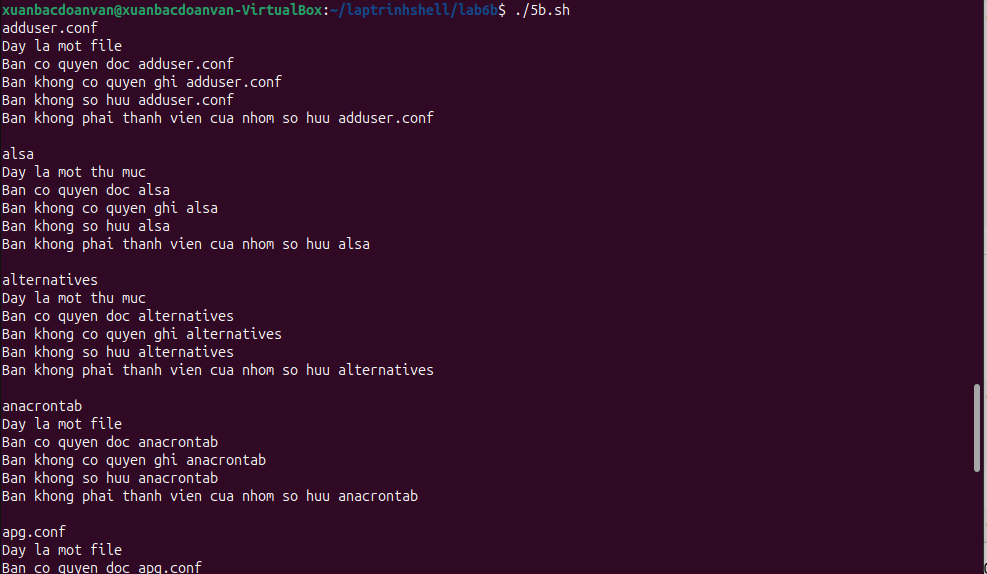 xuanbacdoanvan@xuanbacdoanvan-VirtualBox:~/laptrinhshell/lab6b$ ./5b.sh
adduser.conf
Day la mot file
Ban co quyen doc adduser.conf
Ban khong co quyen ghi adduser.conf
Ban khong so huu adduser.conf
Ban khong phai thanh vien cua nhom so huu adduser.conf

alsa
Day la mot thu muc
Ban co quyen doc alsa
Ban khong co quyen ghi alsa
Ban khong so huu alsa
Ban khong phai thanh vien cua nhom so huu alsa

alternatives
Day la mot thu muc
Ban co quyen doc alternatives
Ban khong co quyen ghi alternatives
Ban khong so huu alternatives
Ban khong phai thanh vien cua nhom so huu alternatives

anacrontab
Day la mot file
Ban co quyen doc anacrontab
Ban khong co quyen ghi anacrontab
Ban khong so huu anacrontab
Ban khong phai thanh vien cua nhom so huu anacrontab

apg.conf
Day la mot file
Ban co quyen doc apg.conf